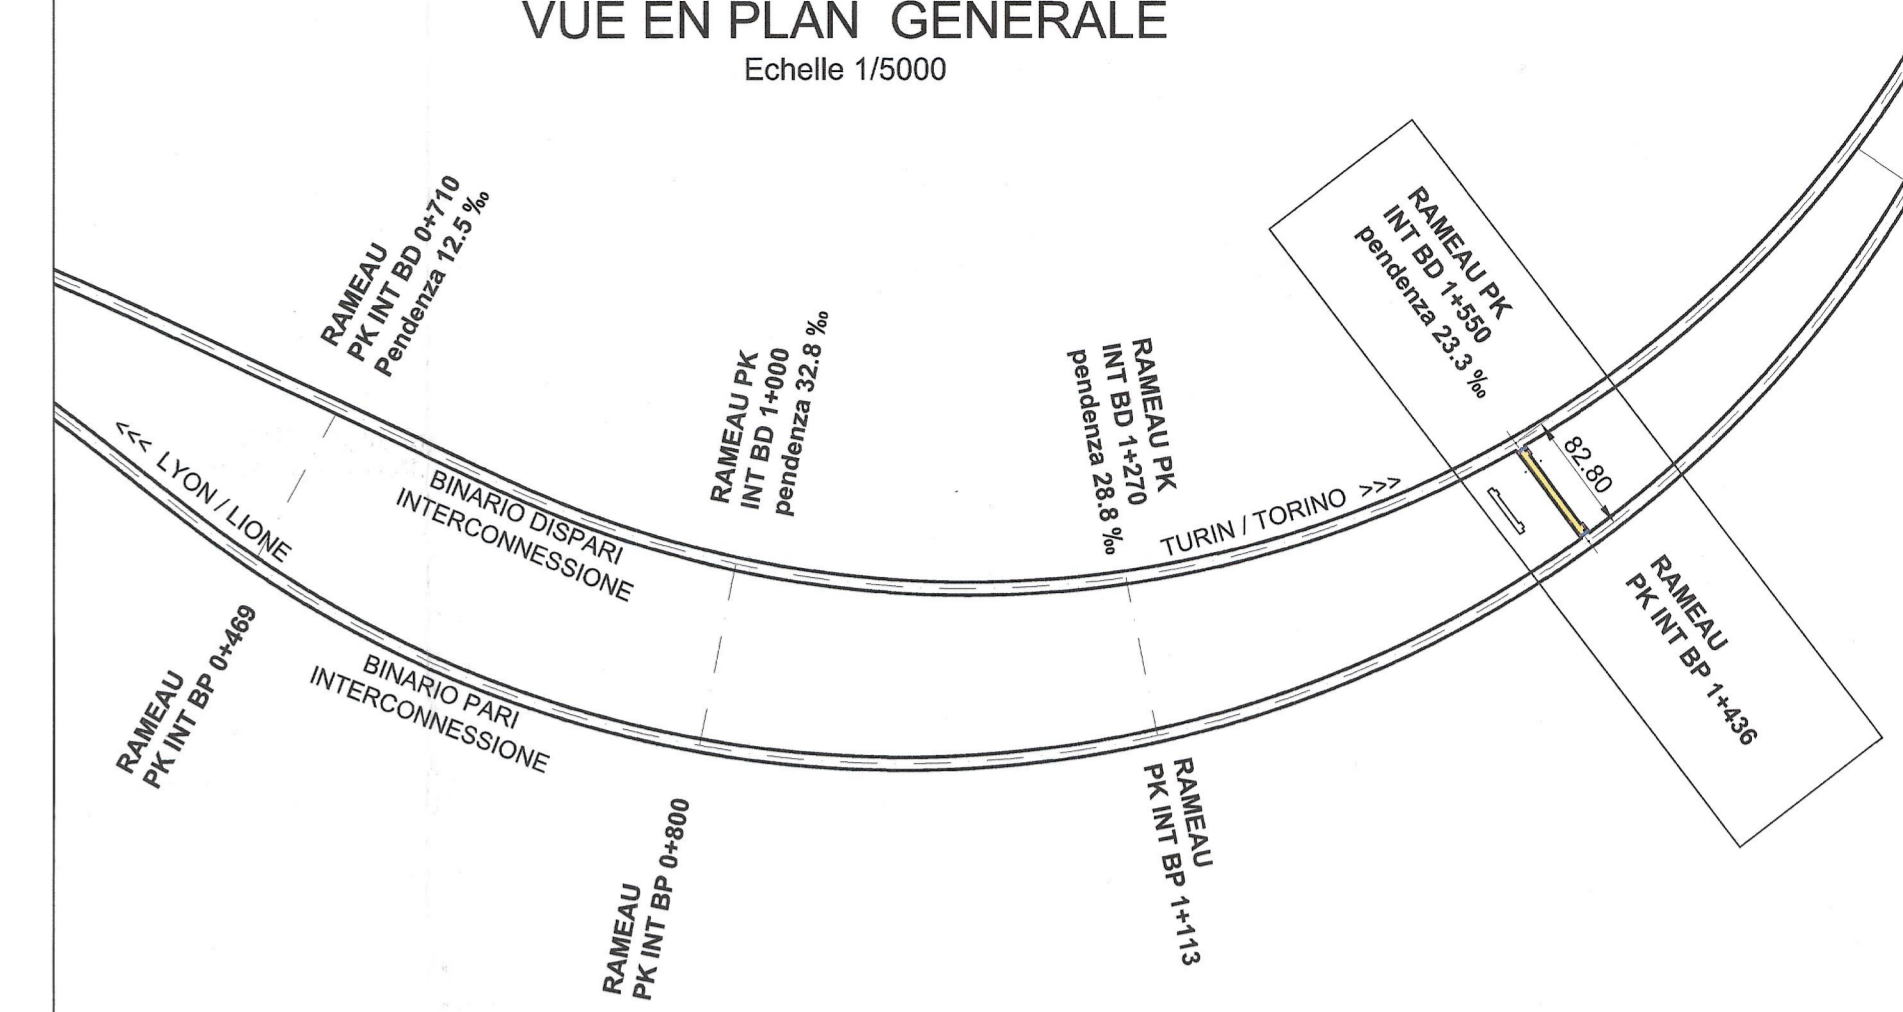 VUE EN PLAN GENERALE
Echelle 1/5000
RAMEAU
PK INT BD 0+710
Pendenza 12.5 ‰
RAMEAU PK
INT BD 1+000
pendenza 32.8 ‰
RAMEAU PK
INT BD 1+270
pendenza 28.8 ‰
RAMEAU PK
INT BD 1+550
pendenza 23.3 ‰
<<< LYON / LIONE
BINARIO DISPARI
INTERCONNESSIONE
TURIN / TORINO >>>
82.80
BINARIO PARI
INTERCONNESSIONE
RAMEAU
PK INT BP 0+469
RAMEAU
PK INT BP 0+800
RAMEAU
PK INT BP 1+113
RAMEAU
PK INT BP 1+436